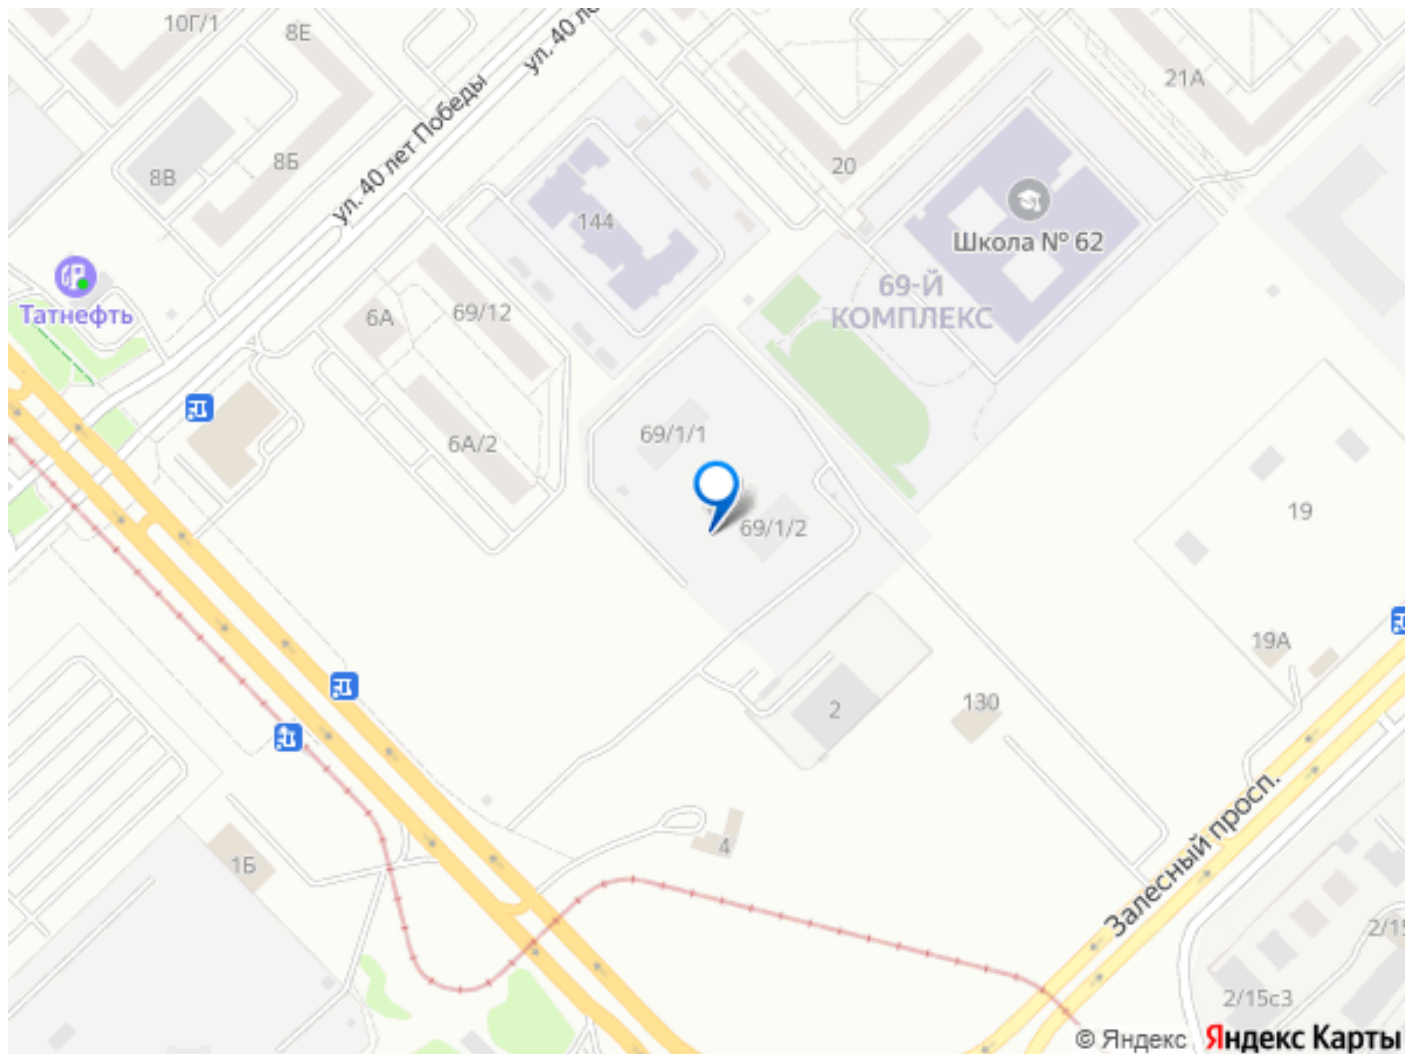 10Г/1
8Е
ул. 40 ле
21А
ул. 40 лет Победы
8Б
8В
20
144
Школа № 62
69-Й
КОМПЛЕКС
Татнефть
6А
69/12
69/1/1
6А/2
69/1/2
19
19А
130
2
4
1Б
Залесный просп.
2/15
2/15с3
© Яндекс Яндекс Карты